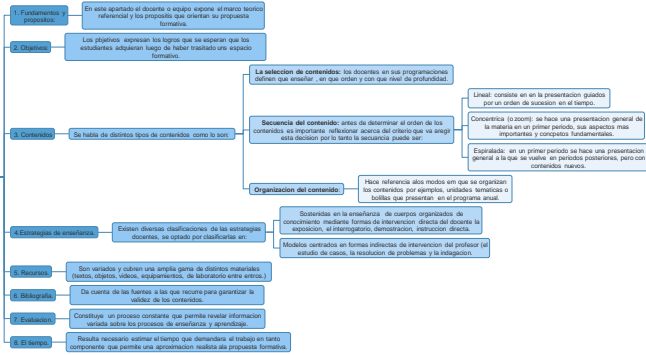 1. Fundamentos y
propositos:
En este apartado el docente o equipo expone el marco teorico
referencial y los propositis que orientan su propuesta
formativa.
2. Objetivos:
Los pbjetivios expresan los logros que se esperan que los
estudiantes adquieran luego de haber trasitado uns espacio
formativo.
3. Contenidos
Se habla de distintos tipos de contenidos como lo son:
La seleccion de contenidos: los docentes en sus programaciones
definen que enseñar , en que orden y con que nivel de profundidad.
Secuencia del contenido: antes de determinar el orden de los
contenidos es importante reflexionar acerca del criterio que va aregir
esta decision por lo tanto la secuencia puede ser:
Lineal: consiste en en la presentacion guiados
por un orden de sucesion en el tiempo.
Concentrica (o zoom): se hace una presentacion general de
la materia en un primer periodo, sus aspectos mas
importantes y concpetos fundamentales.
Espiralada: en un primer periodo se hace una presentacion
general a la que se vuelve en periodos posteriores, pero con
contenidos nuevos.
Organizacion del contenido:
Hace referencia alos modos em que se organizan
los contenidos por ejemplos, unidades tematicas o
bolillas que presentan en el programa anual.
4.Estrategias de enseñanza.
Existen diversas clasificaciones de las estrategias
docentes, se optado por clasificarlas en:
Sostenidas en la enseñanza de cuerpos organizados de
conocimiento mediante formas de intervencion directa del docente la
exposicion, el interrogatorio, demostracion, instruccion directa.
Modelos centrados en formas indirectas de intervencion del profesor (el
estudio de casos, la resolucion de problemas y la indagacion.
5. Recursos.
Son variados y cubren una amplia gama de distintos materiales
(textos, objetos, videos, equipamientos, de laboratorio entre entros.)
6. Bibliografia.
Da cuenta de las fuentes a las que recurre para garantizar la
validez de los contenidos.
7. Evaluacion.
Constituye un proceso constante que permite revelar informacion
variada sobre los procesos de enseñanza y aprendizaje.
8. El tiempo.
Resulta necesario estimar el tiempo que demandara el trabajo en tanto
componente que permite una aproximacion realista ala propuesta formativa.